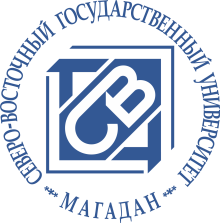 СЕВЕРО-ВОСТОЧНЫЙ ГОСУДАРСТВЕННЫЙ УНИВЕРСИТЕТ
СВ
*** МАГАДАН ***